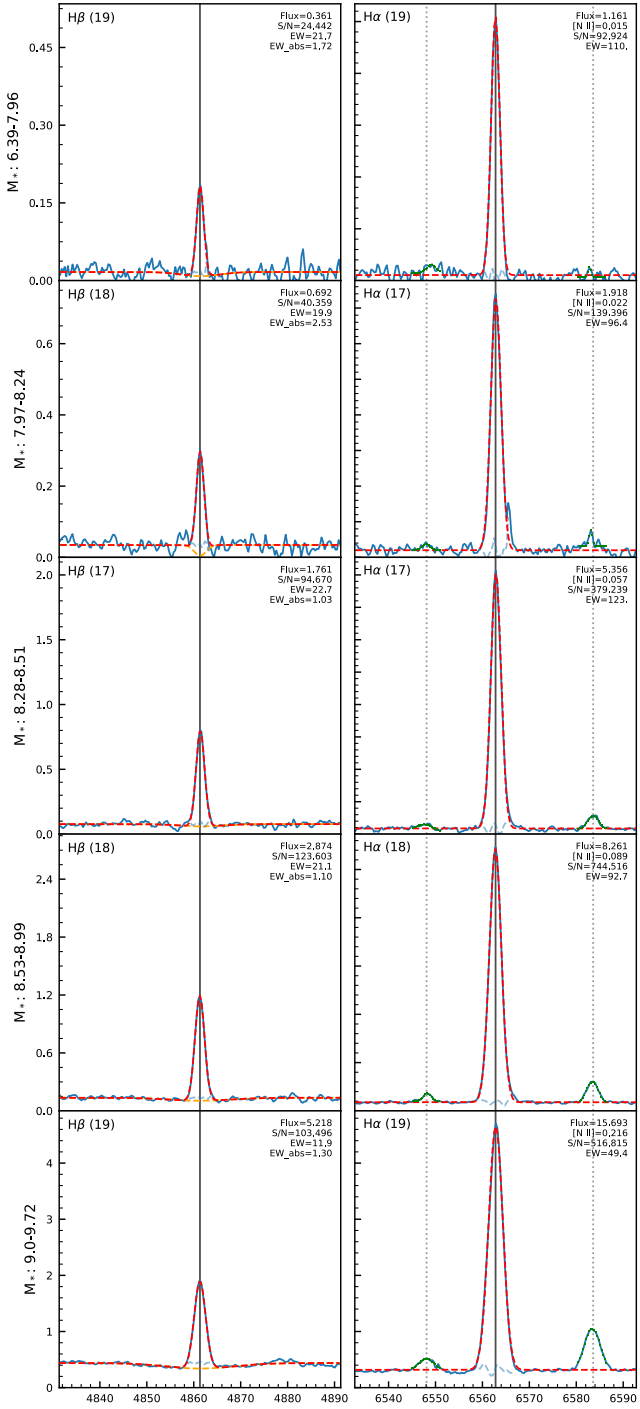 Hβ (19)
Flux=0.361
S/N=24.442
EW=21.7
EW_abs=1.72
Hα (19)
Flux=1.161
[N II]=0.015
S/N=92.924
EW=110.
M*: 6.39-7.96
0.45
0.30
0.15
0.00
Hβ (18)
Flux=0.692
S/N=40.359
EW=19.9
EW_abs=2.53
Hα (17)
Flux=1.918
[N II]=0.022
S/N=139.396
EW=96.4
M*: 7.97-8.24
0.6
0.4
0.2
0.0
Hβ (17)
Flux=1.761
S/N=94.670
EW=22.7
EW_abs=1.03
Hα (17)
Flux=5.356
[N II]=0.057
S/N=379.239
EW=123.
M*: 8.28-8.51
2.0
1.5
1.0
0.5
0.0
Hβ (18)
Flux=2.874
S/N=123.603
EW=21.1
EW_abs=1.10
Hα (18)
Flux=8.261
[N II]=0.089
S/N=744.516
EW=92.7
M*: 8.53-8.99
2.4
1.8
1.2
0.6
0.0
Hβ (19)
Flux=5.218
S/N=103.496
EW=11.9
EW_abs=1.30
Hα (19)
Flux=15.693
[N II]=0.216
S/N=516.815
EW=49.4
M*: 9.0-9.72
4
3
2
1
0
4840 4850 4860 4870 4880 4890
6540 6550 6560 6570 6580 6590